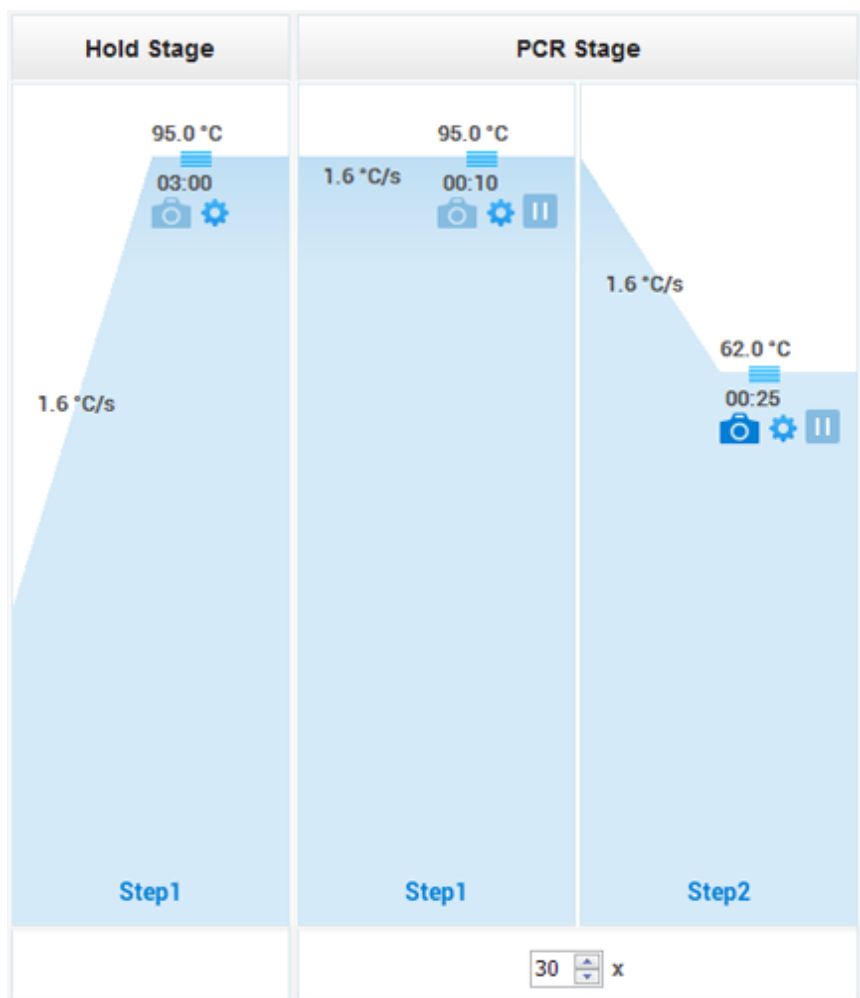 Hold Stage
PCR Stage
95.0 °C
03:00
1.6 °C/s
Step1
95.0 °C
1.6 °C/s
00:10
Step1
1.6 °C/s
62.0 °C
00:25
Step2
30 x